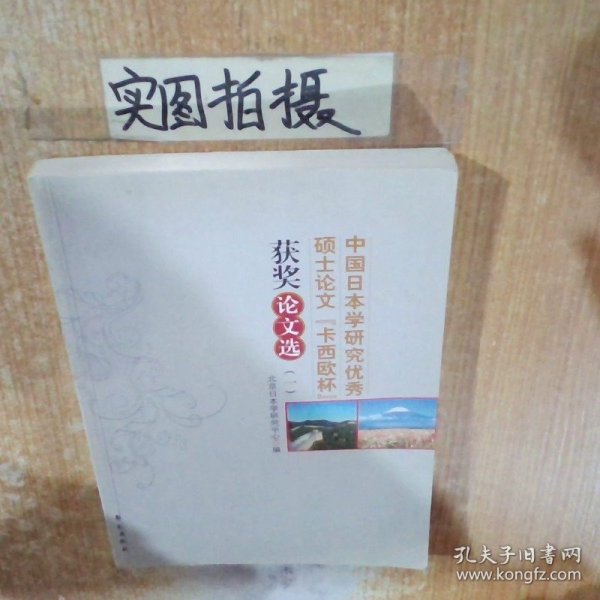 实图拍摄
中国日本学研究优秀
硕士论文『卡西欧杯』
获奖论文选
(一)
北京日本学研究中心 编
孔夫子旧书网
www.kongfz.com